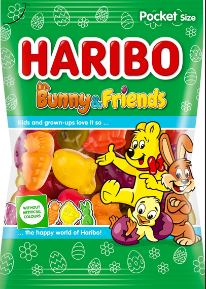 Pocket Size
HARIBO
Bunny & Friends
Kids and grown-ups love it so ...
WITHOUT
ARTIFICIAL
COLOURS
... the happy world of Haribo!